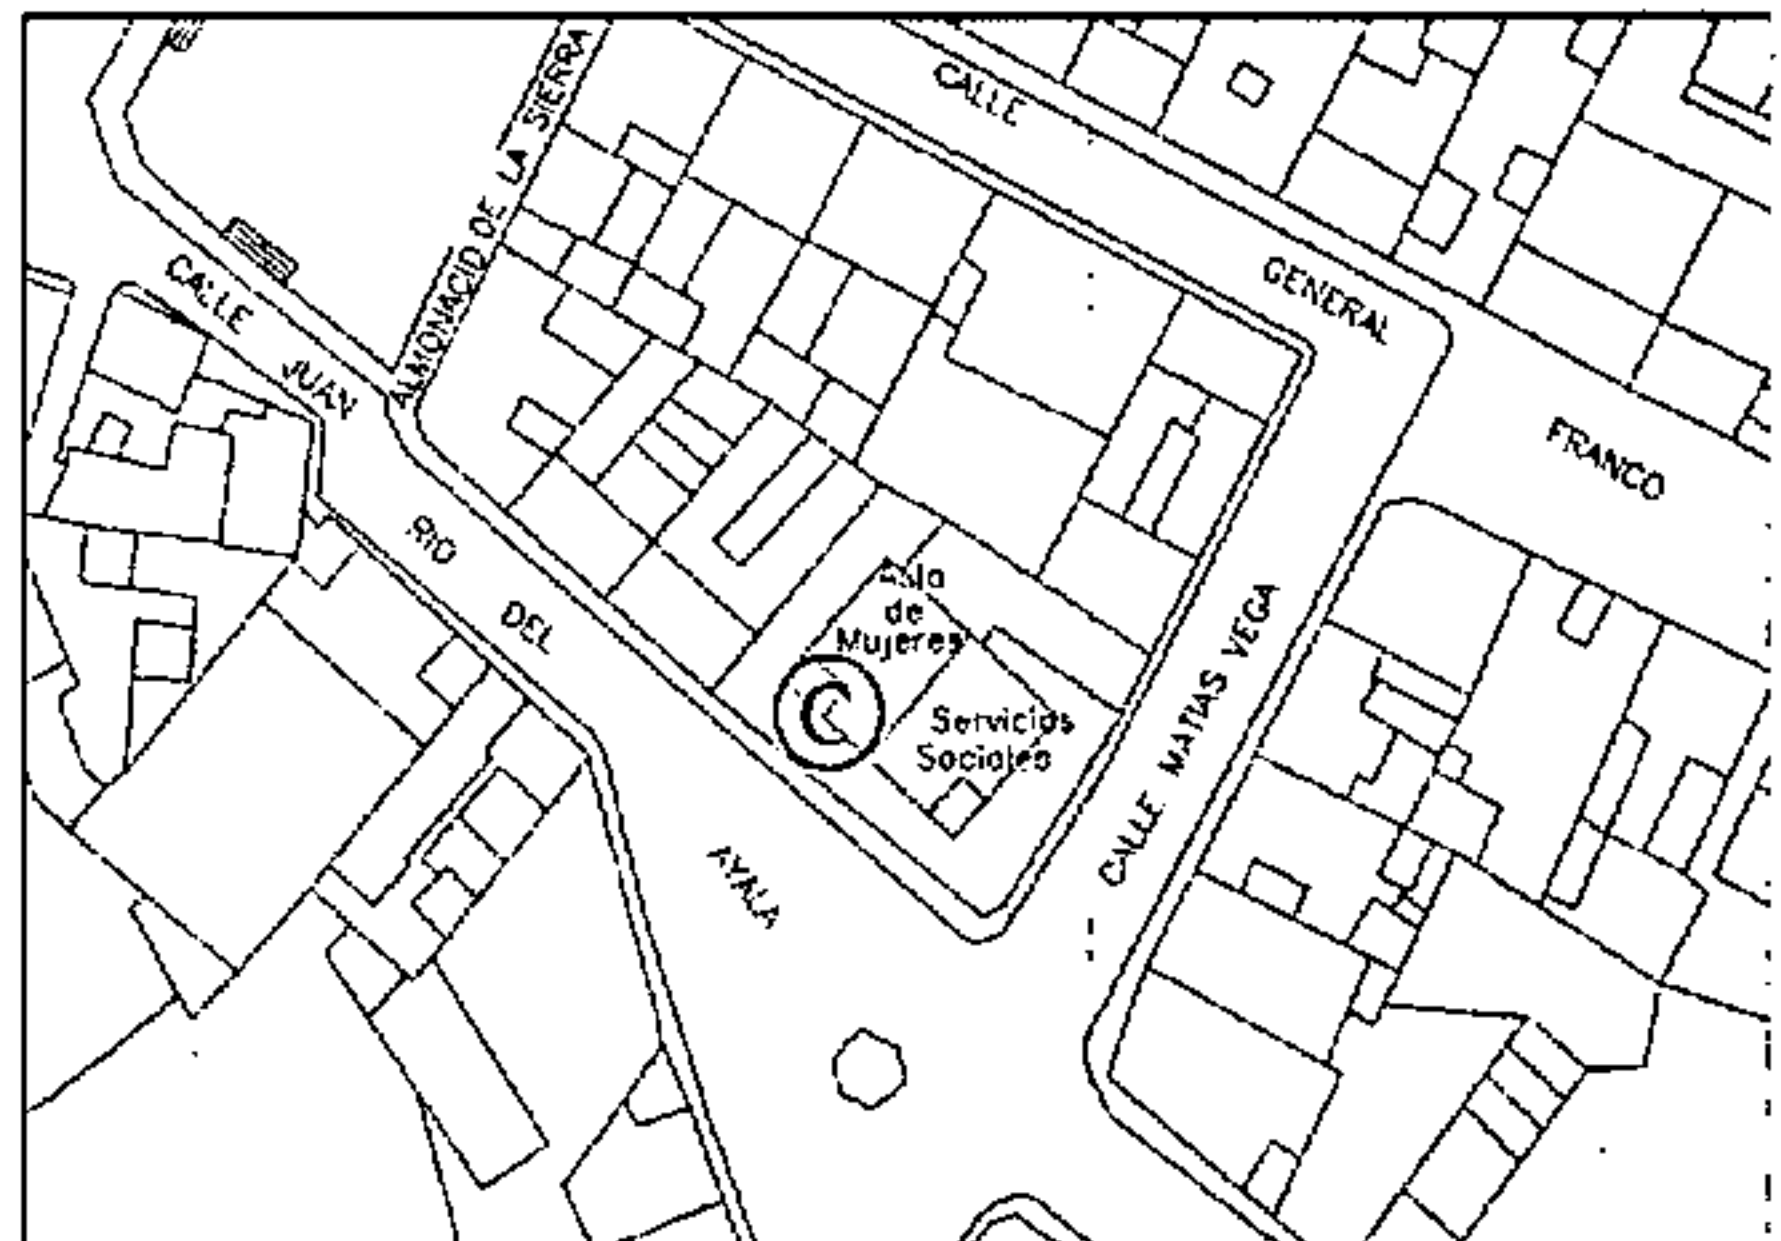 CALLE GENERAL FRANCO
ALMONACID DE LA SIERRA
CALLE JUAN RIO DEL AYALA
de
Mujeres
C
Servicios
Sociales
CALLE MATIAS VEGA